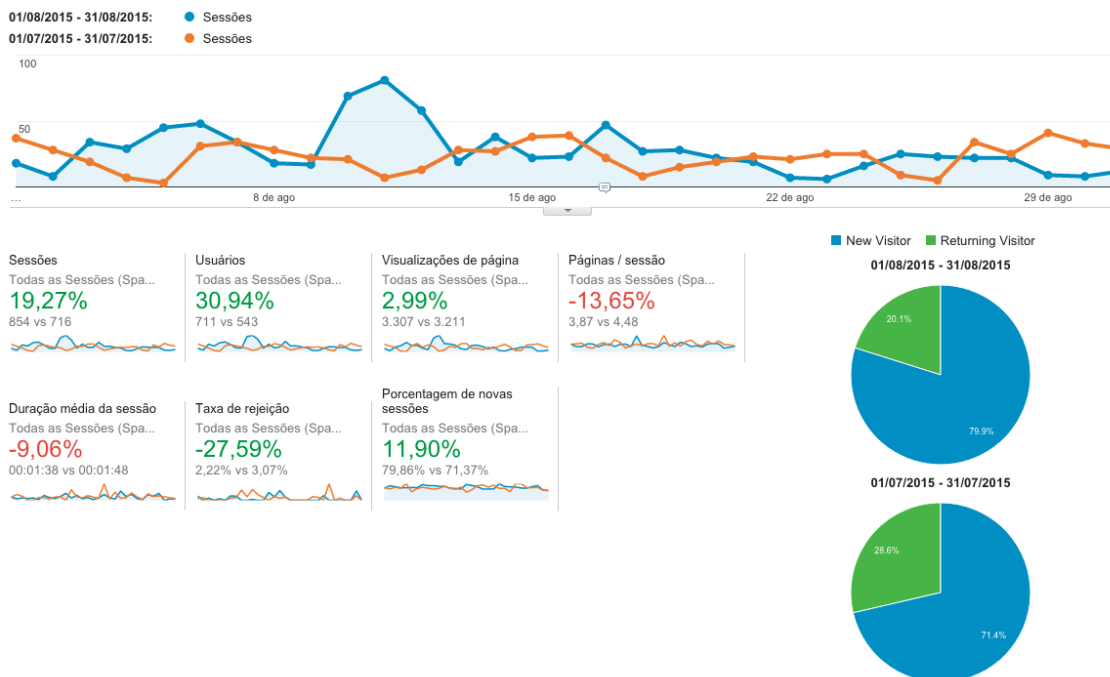 01/08/2015 - 31/08/2015: Sessões
01/07/2015 - 31/07/2015: Sessões
100
50
...
8 de ago
15 de ago
22 de ago
29 de ago
New Visitor Returning Visitor
01/08/2015 - 31/08/2015
20.1%
79.9%
01/07/2015 - 31/07/2015
28.6%
71.4%
Sessões
Todas as Sessões (Spa...
19,27%
854 vs 716
Usuários
Todas as Sessões (Spa...
30,94%
711 vs 543
Visualizações de página
Todas as Sessões (Spa...
2,99%
3.307 vs 3.211
Páginas / sessão
Todas as Sessões (Spa...
-13,65%
3,87 vs 4,48
Duração média da sessão
Todas as Sessões (Spa...
-9,06%
00:01:38 vs 00:01:48
Taxa de rejeição
Todas as Sessões (Spa...
-27,59%
2,22% vs 3,07%
Porcentagem de novas
sessões
Todas as Sessões (Spa...
11,90%
79,86% vs 71,37%